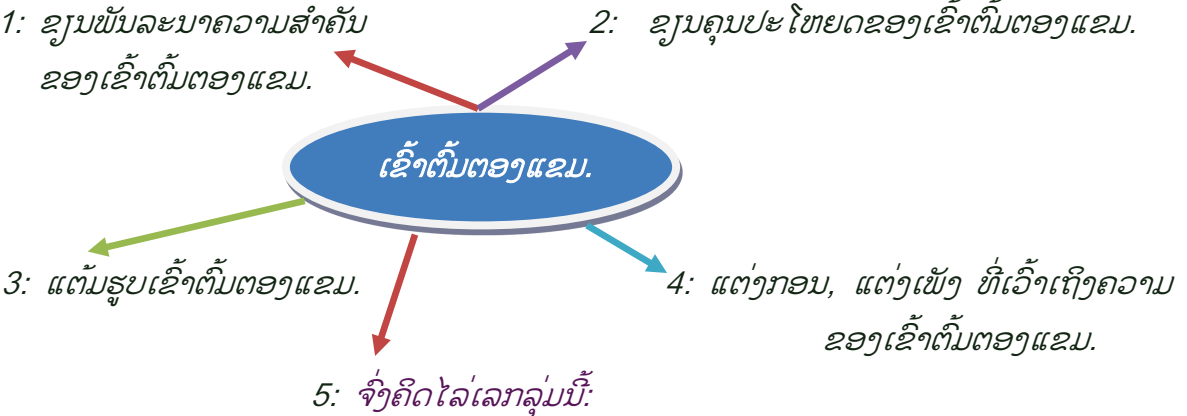 1: ຂຽນພັນລະນາຄວາມສຳຄັນ
ຂອງເຂົ້າຕົ້ມຕອງແຂມ.
2: ຂຽນຄຸນປະໂຫຍດຂອງເຂົ້າຕົ້ມຕອງແຂມ.
ເຂົ້າຕົ້ມຕອງແຂມ.
3: ແຕ້ມຮູບເຂົ້າຕົ້ມຕອງແຂມ.
4: ແຕ່ງກອນ, ແຕ່ງເພັງ ທີ່ເວົ້າເຖິງຄວາມ
ຂອງເຂົ້າຕົ້ມຕອງແຂມ.
5: ຈົ່ງຄິດໄລ່ເລກລຸ່ມນີ້: